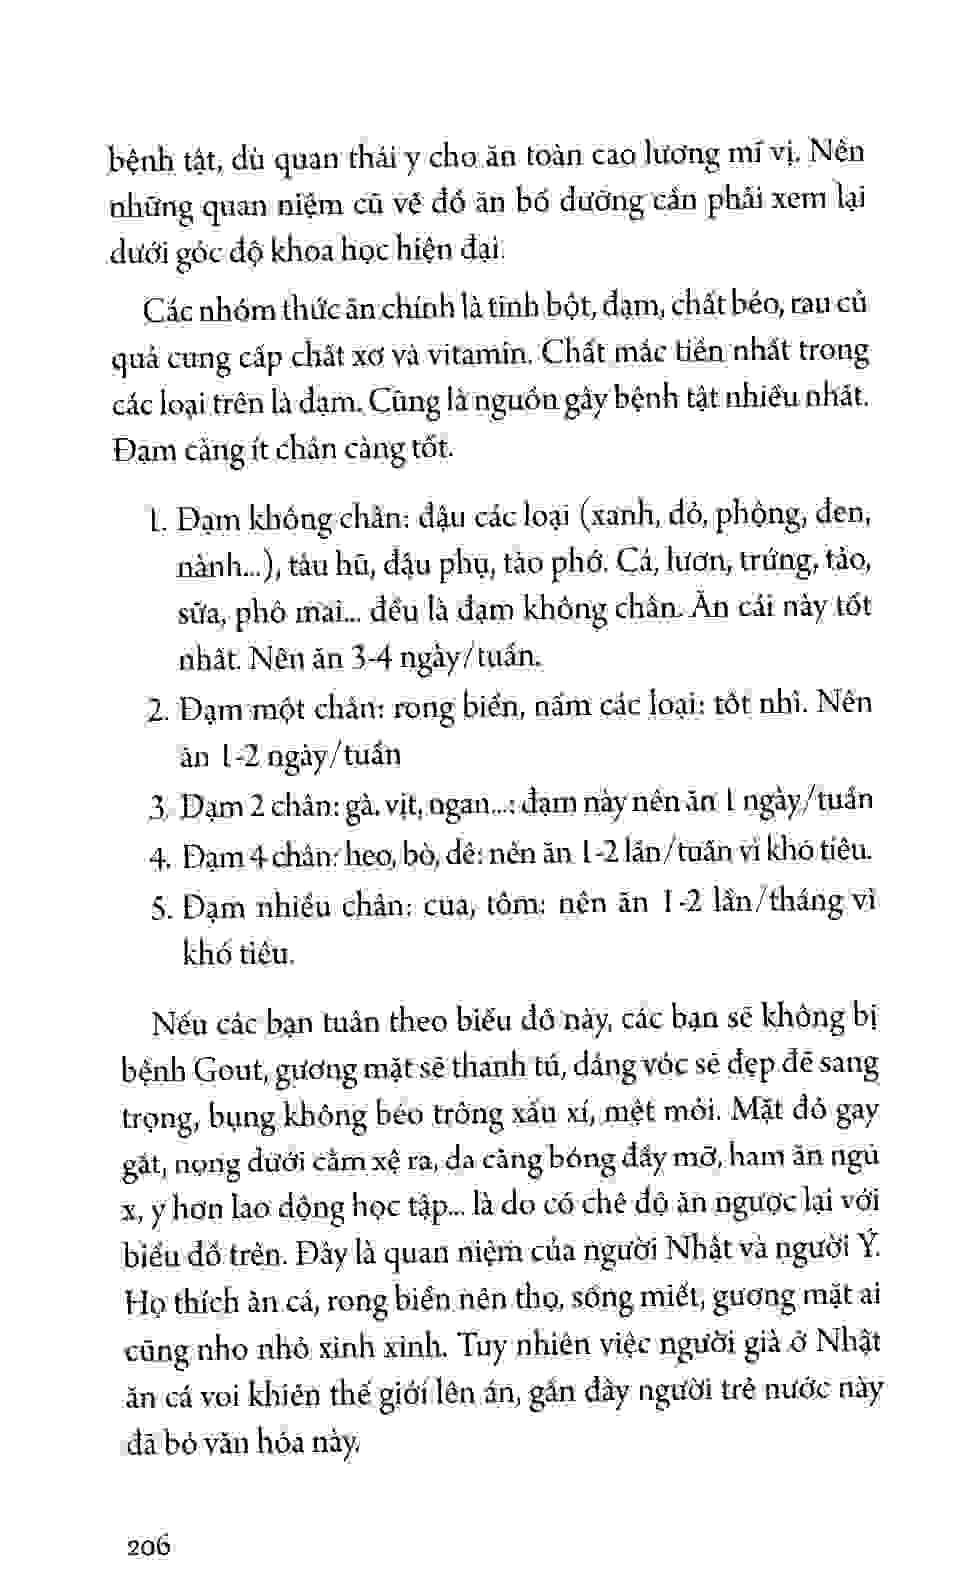 bệnh tật, dù quan thái y cho ăn toàn cao lương mĩ vị. Nên
những quan niệm cũ về đồ ăn bổ dưỡng cần phải xem lại
dưới góc độ khoa học hiện đại.
Các nhóm thức ăn chính là tinh bột, đạm, chất béo, rau củ
quả cung cấp chất xơ và vitamin. Chất mắc tiền nhất trong
các loại trên là đạm. Cũng là nguồn gây bệnh tật nhiều nhất.
Đạm càng ít chân càng tốt.
1. Đạm không chân: đậu các loại (xanh, đỏ, phộng, đen,
nành...), tàu hũ, đậu phụ, tào phớ. Cá, lươn, trứng, tảo,
sữa, phô mai... đều là đạm không chân. Ăn cái này tốt
nhất. Nên ăn 3-4 ngày/tuần.
2. Đạm một chân: rong biển, nấm các loại: tốt nhì. Nên
ăn 1-2 ngày/tuần
3. Đạm 2 chân: gà, vịt, ngan...: đạm này nên ăn 1 ngày/tuần
4. Đạm 4 chân: heo, bò, dê: nên ăn 1-2 lần/tuần vì khó tiêu.
5. Đạm nhiều chân: cua, tôm: nên ăn 1-2 lần/tháng vì
khó tiêu.
Nếu các bạn tuân theo biểu đồ này, các bạn sẽ không bị
bệnh Gout, gương mặt sẽ thanh tú, dáng vóc sẽ đẹp đẽ sang
trọng, bụng không béo trông xấu xí, mệt mỏi. Mặt đỏ gay
gắt, nọng dưới cằm xệ ra, da căng bóng đầy mỡ, ham ăn ngủ
x, y hơn lao động học tập... là do có chế độ ăn ngược lại với
biểu đồ trên. Đây là quan niệm của người Nhật và người Ý.
Họ thích ăn cá, rong biển nên thọ, sống miết, gương mặt ai
cũng nho nhỏ xinh xinh. Tuy nhiên việc người già ở Nhật
ăn cá voi khiến thế giới lên án, gần đây người trẻ nước này
đã bỏ văn hóa này.
206